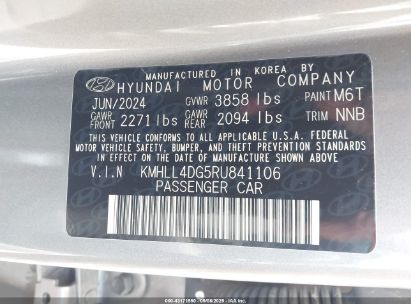 MANUFACTURED IN KOREA BY
HYUNDAI MOTOR COMPANY
JUN/2024 GVWR 3858 lbs PAINT M6T
GAWR FRONT 2271 lbs GAWR REAR 2094 lbs TRIM NNB
THIS VEHICLE CONFORMS TO ALL APPLICABLE U.S.A. FEDERAL
MOTOR VEHICLE SAFETY, BUMPER, AND THEFT PREVENTION
STANDARDS IN EFFECT ON THE DATE OF MANUFACTURE
SHOWN ABOVE.
V.I.N KMHLL4DG5RU841106
PASSENGER CAR